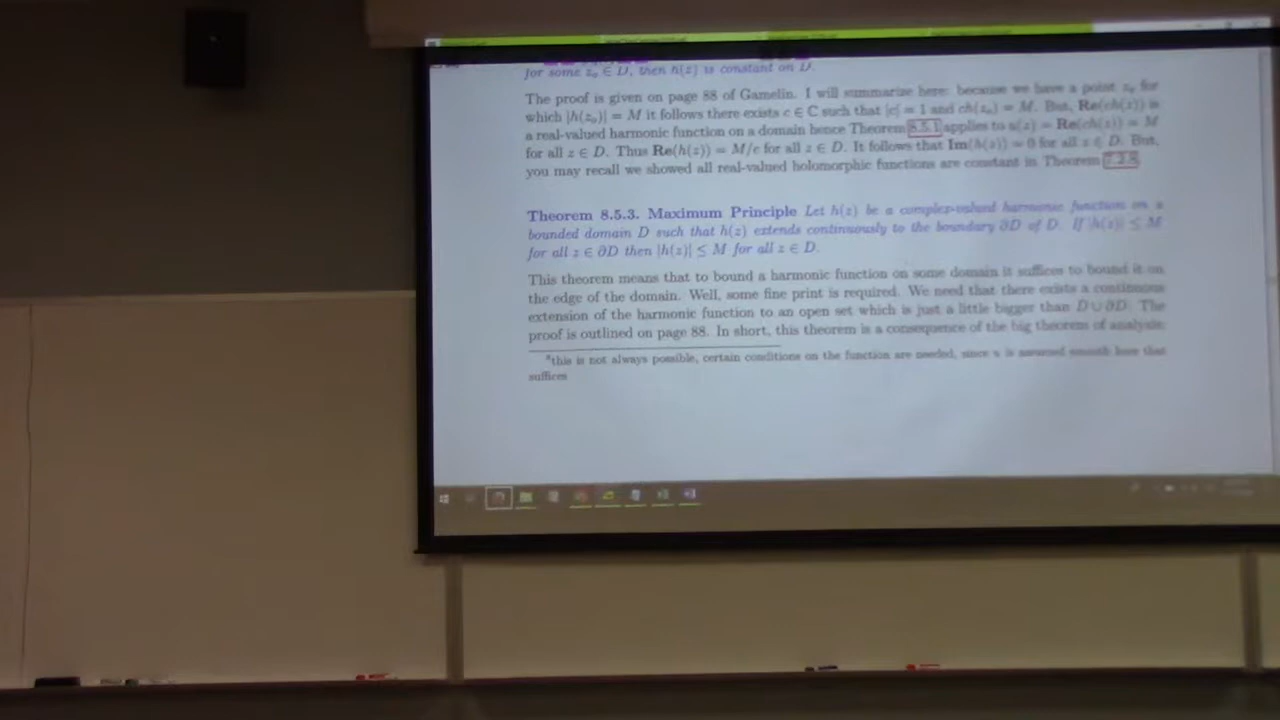 for some z₀ ∈ D, then h(z) is constant on D.
The proof is given on page 88 of Gamelin. I will summarize here: because we have a point z₀ for
which |h(z₀)| = M it follows there exists c ∈ ℂ such that |c| = 1 and ch(z₀) = M. But, Re(ch(z)) is
a real-valued harmonic function on a domain hence Theorem 8.5.1 applies to u(z) = Re(ch(z)) = M
for all z ∈ D. Thus Re(h(z)) = M/c for all z ∈ D. It follows that Im(h(z)) = 0 for all z ∈ D. But,
you may recall we showed all real-valued holomorphic functions are constant in Theorem
Theorem 8.5.3. Maximum Principle Let h(z) be a complex-valued harmonic function on a
bounded domain D such that h(z) extends continuously to the boundary ∂D of D. If |h(z)| ≤ M
for all z ∈ ∂D then |h(z)| ≤ M for all z ∈ D.
This theorem means that to bound a harmonic function on some domain it suffices to bound it on
the edge of the domain. Well, some fine print is required. We need that there exists a continuous
extension of the harmonic function to an open set which is just a little bigger than D ∪ ∂D. The
proof is outlined on page 88. In short, this theorem is a consequence of the big theorem of analysis:
this is not always possible, certain conditions on the function are needed, since u is assumed smooth here that
suffices